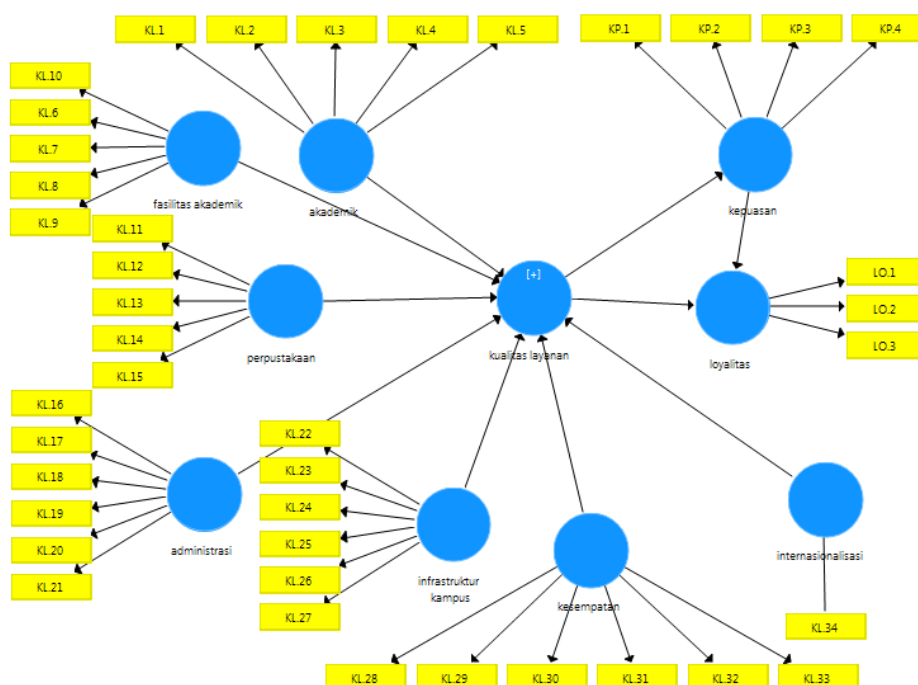 KL.1
KL.2
KL.3
KL.4
KL.5
KP.1
KP.2
KP.3
KP.4
KL.10
KL.6
KL.7
KL.8
KL.9
fasilitas akademik
akademik
kepuasan
KL.11
KL.12
KL.13
KL.14
KL.15
perpustakaan
[+]
kualitas layanan
LO.1
LO.2
LO.3
loyalitas
KL.16
KL.17
KL.18
KL.19
KL.20
KL.21
administrasi
KL.22
KL.23
KL.24
KL.25
KL.26
KL.27
infrastruktur
kampus
kesempatan
internasionalisasi
KL.34
KL.28
KL.29
KL.30
KL.31
KL.32
KL.33